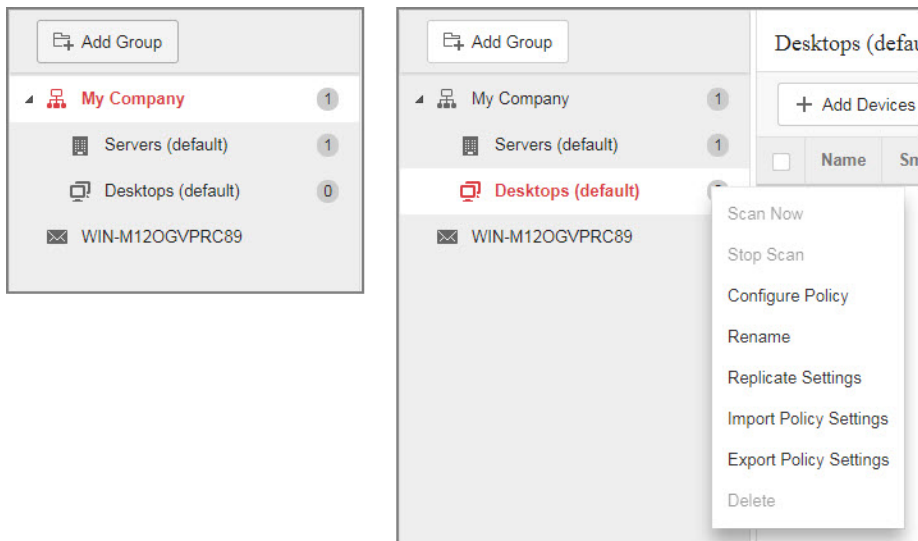 Add Group
My Company 1
Servers (default) 1
Desktops (default) 0
WIN-M12OGVPRC89
Add Group
My Company 1
Servers (default) 1
Desktops (default)
WIN-M12OGVPRC89
Desktops (defau
+ Add Devices
Name Sm
Scan Now
Stop Scan
Configure Policy
Rename
Replicate Settings
Import Policy Settings
Export Policy Settings
Delete